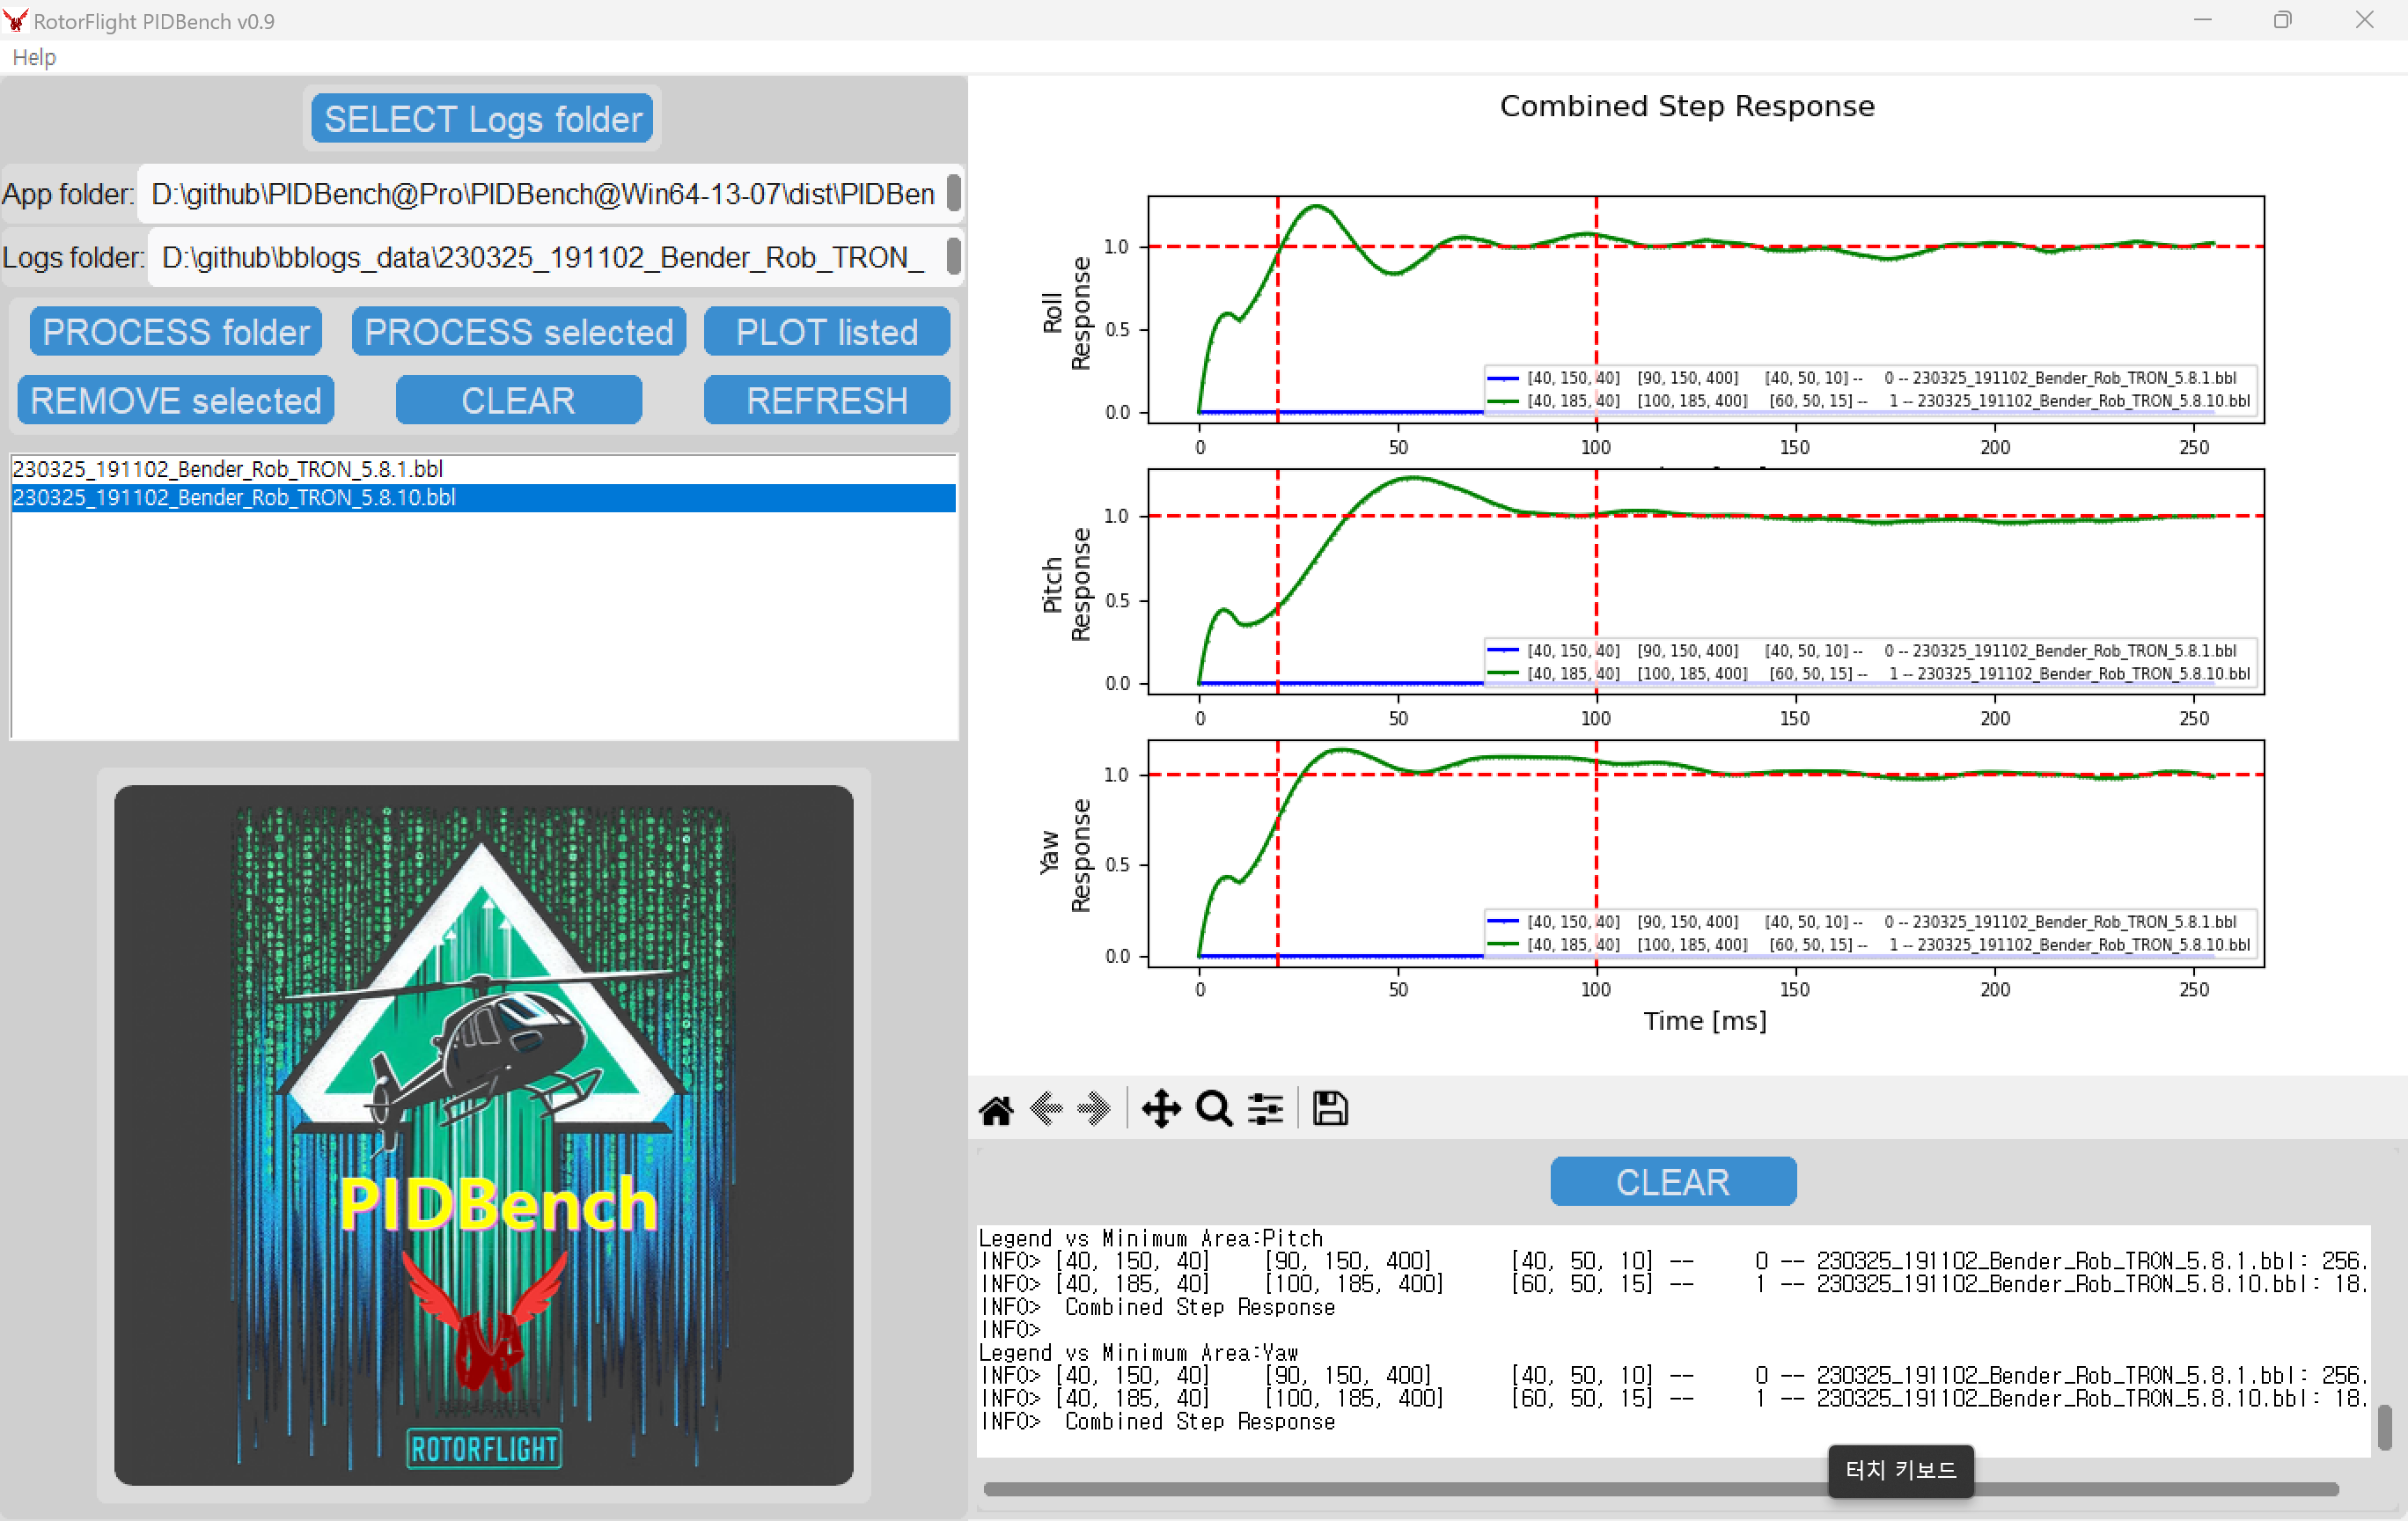 RotorFlight PIDBench v0.9
Help
SELECT Logs folder
App folder: D:\github\PIDBench@Pro\PIDBench@Win64-13-07\dist\PIDBen
Logs folder: D:\github\bblogs_data\230325_191102_Bender_Rob_TRON_
PROCESS folder PROCESS selected PLOT listed
REMOVE selected CLEAR REFRESH
230325_191102_Bender_Rob_TRON_5.8.1.bbl
230325_191102_Bender_Rob_TRON_5.8.10.bbl
PIDBench
ROTORFLIGHT
Combined Step Response
Roll
Response
1.0
0.5
0.0
[40, 150, 40] [90, 150, 400] [40, 50, 10] -- 0 -- 230325_191102_Bender_Rob_TRON_5.8.1.bbl
[40, 185, 40] [100, 185, 400] [60, 50, 15] -- 1 -- 230325_191102_Bender_Rob_TRON_5.8.10.bbl
0 50 100 150 200 250
Pitch
Response
1.0
0.5
0.0
[40, 150, 40] [90, 150, 400] [40, 50, 10] -- 0 -- 230325_191102_Bender_Rob_TRON_5.8.1.bbl
[40, 185, 40] [100, 185, 400] [60, 50, 15] -- 1 -- 230325_191102_Bender_Rob_TRON_5.8.10.bbl
0 50 100 150 200 250
Yaw
Response
1.0
0.5
0.0
[40, 150, 40] [90, 150, 400] [40, 50, 10] -- 0 -- 230325_191102_Bender_Rob_TRON_5.8.1.bbl
[40, 185, 40] [100, 185, 400] [60, 50, 15] -- 1 -- 230325_191102_Bender_Rob_TRON_5.8.10.bbl
0 50 100 150 200 250
Time [ms]
CLEAR
Legend vs Minimum Area:Pitch
INFO> [40, 150, 40] [90, 150, 400] [40, 50, 10] -- 0 -- 230325_191102_Bender_Rob_TRON_5.8.1.bbl: 256.
INFO> [40, 185, 40] [100, 185, 400] [60, 50, 15] -- 1 -- 230325_191102_Bender_Rob_TRON_5.8.10.bbl: 18.
INFO> Combined Step Response
INFO>
Legend vs Minimum Area:Yaw
INFO> [40, 150, 40] [90, 150, 400] [40, 50, 10] -- 0 -- 230325_191102_Bender_Rob_TRON_5.8.1.bbl: 256.
INFO> [40, 185, 40] [100, 185, 400] [60, 50, 15] -- 1 -- 230325_191102_Bender_Rob_TRON_5.8.10.bbl: 18.
INFO> Combined Step Response
터치 키보드